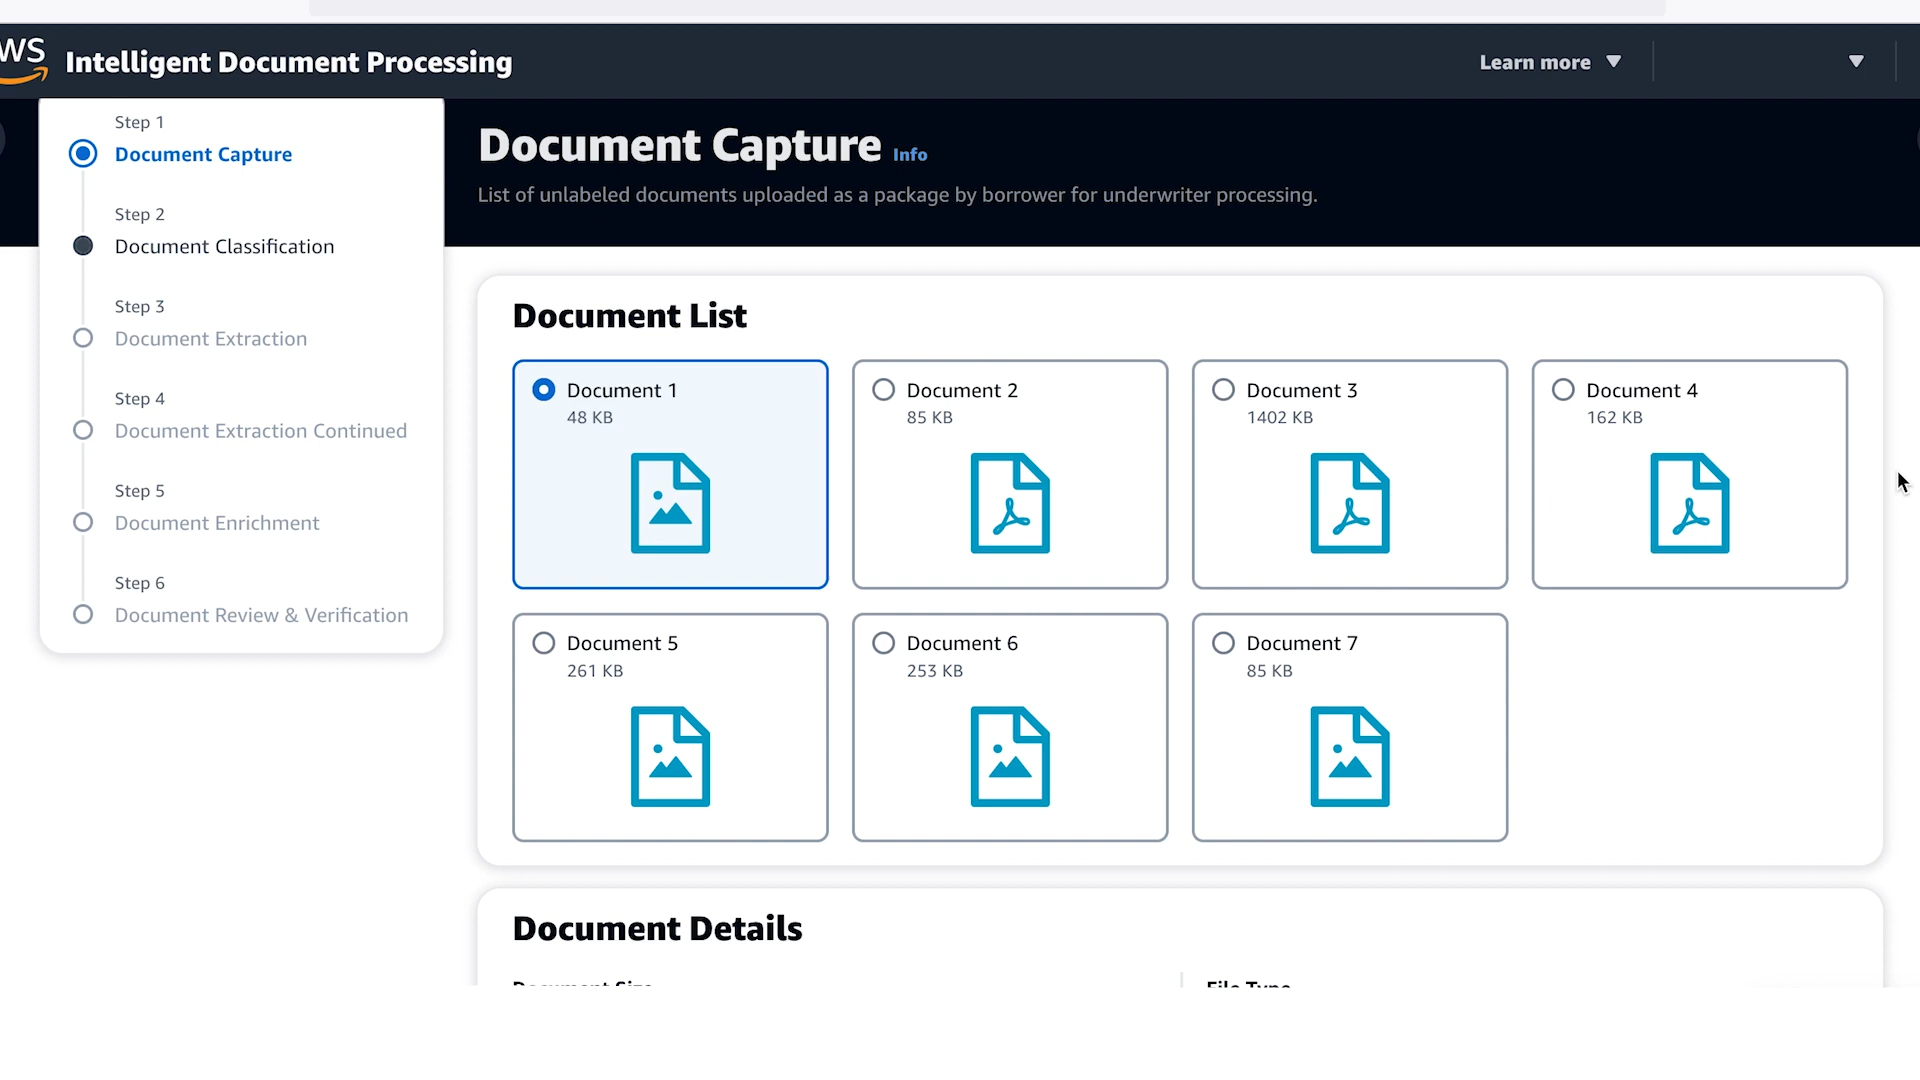 WS
Intelligent Document Processing
Learn more
Step 1
Document Capture
Step 2
Document Classification
Step 3
Document Extraction
Step 4
Document Extraction Continued
Step 5
Document Enrichment
Step 6
Document Review & Verification
Document Capture Info
List of unlabeled documents uploaded as a package by borrower for underwriter processing.
Document List
Document 1
48 KB
Document 2
85 KB
Document 3
1402 KB
Document 4
162 KB
Document 5
261 KB
Document 6
253 KB
Document 7
85 KB
Document Details
Document Size
File Type